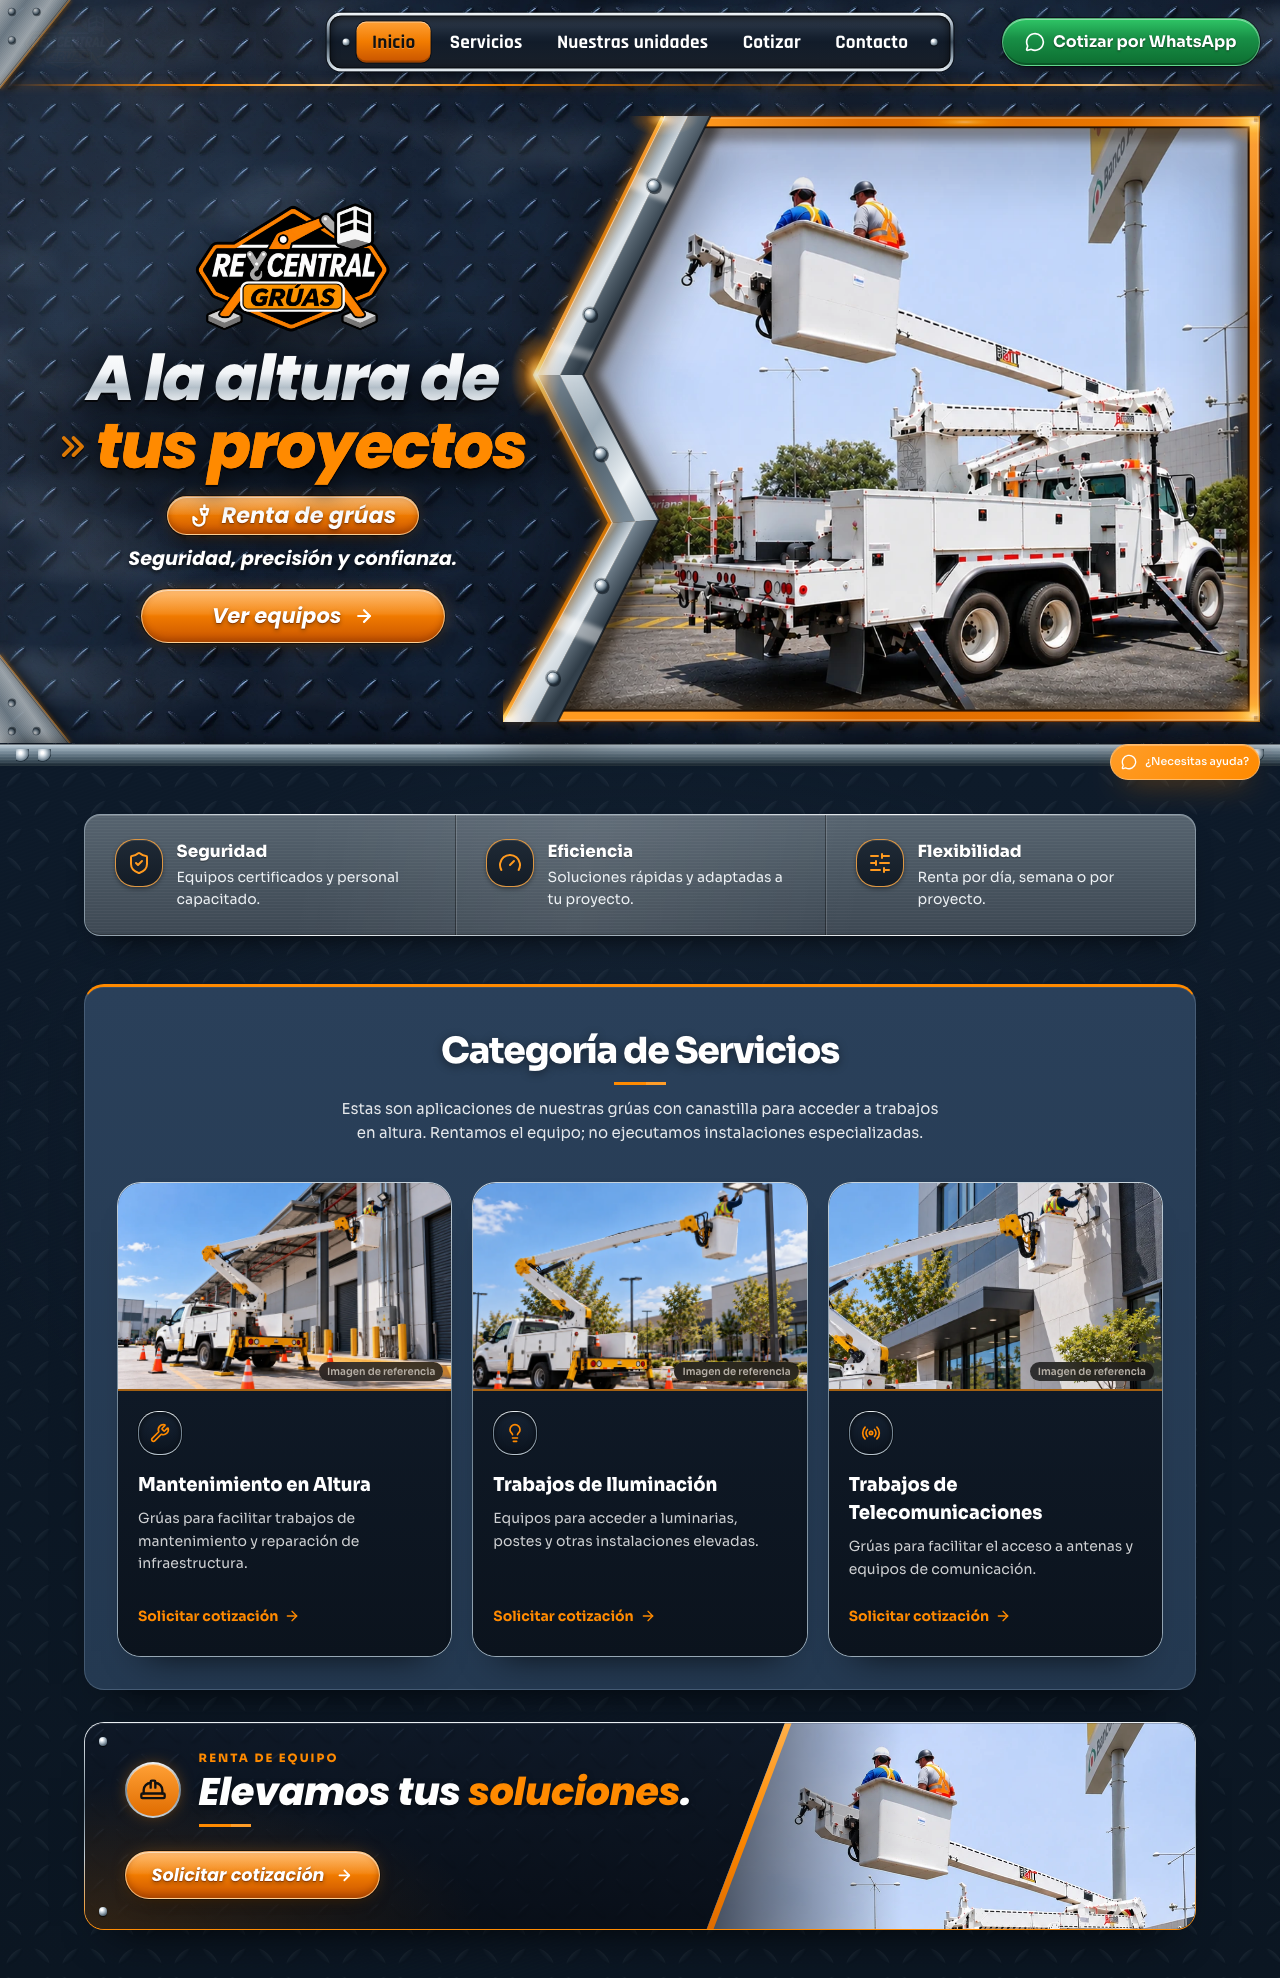 Inicio
Servicios
Nuestras unidades
Cotizar
Contacto
Cotizar por WhatsApp
REYCENTRAL
GRÚAS
A la altura de
tus proyectos
Renta de grúas
Seguridad, precisión y confianza.
Ver equipos
¿Necesitas ayuda?
Seguridad
Equipos certificados y personal
capacitado.
Eficiencia
Soluciones rápidas y adaptadas a
tu proyecto.
Flexibilidad
Renta por día, semana o por
proyecto.
Categoría de Servicios
Estas son aplicaciones de nuestras grúas con canastilla para acceder a trabajos
en altura. Rentamos el equipo; no ejecutamos instalaciones especializadas.
Imagen de referencia
Mantenimiento en Altura
Grúas para facilitar trabajos de
mantenimiento y reparación de
infraestructura.
Solicitar cotización
Imagen de referencia
Trabajos de Iluminación
Equipos para acceder a luminarias,
postes y otras instalaciones elevadas.
Solicitar cotización
Imagen de referencia
Trabajos de
Telecomunicaciones
Grúas para facilitar el acceso a antenas y
equipos de comunicación.
Solicitar cotización
RENTA DE EQUIPO
Elevamos tus soluciones.
Solicitar cotización